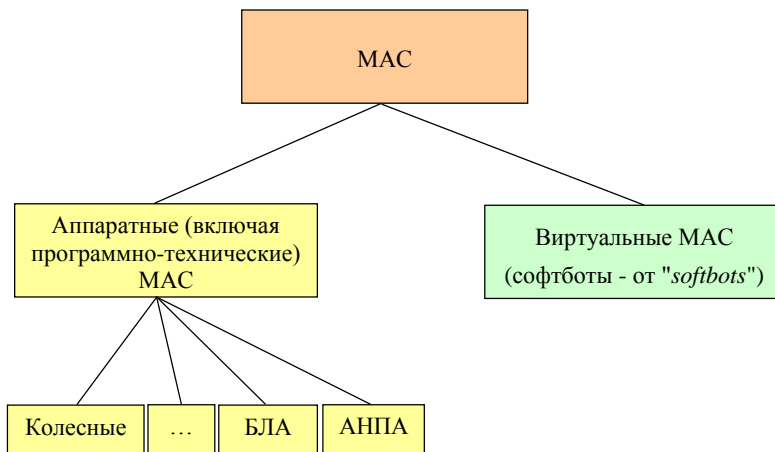 МАС
Аппаратные (включая
программно-технические)
МАС
Виртуальные МАС
(софтботы - от "softbots")
Колесные
…
БЛА
АНПА